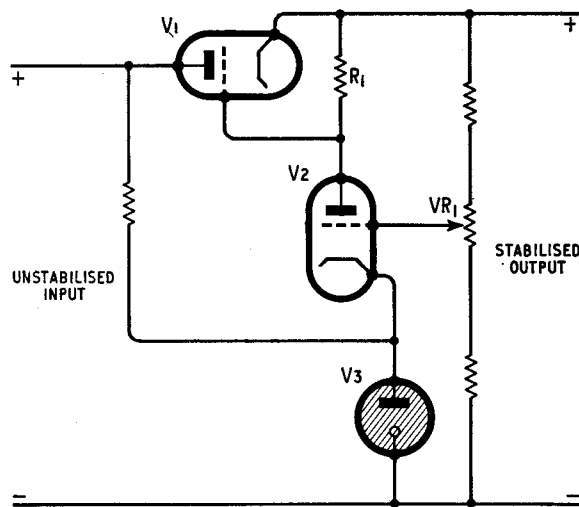 V1
+
+
R1
V2
VR1
UNSTABILISED
INPUT
STABILISED
OUTPUT
V3
−
−